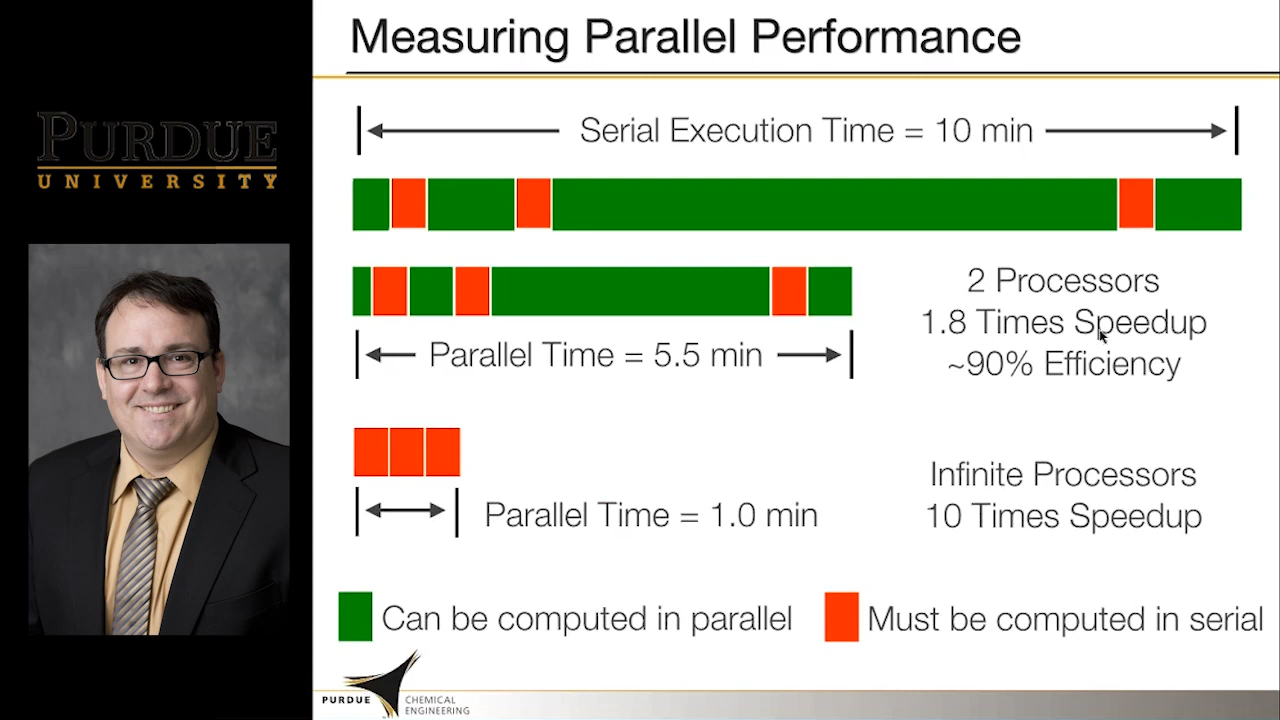 Measuring Parallel Performance
PURDUE
UNIVERSITY
Serial Execution Time = 10 min
2 Processors
1.8 Times Speedup
~90% Efficiency
Parallel Time = 5.5 min
Infinite Processors
10 Times Speedup
Parallel Time = 1.0 min
Can be computed in parallel
Must be computed in serial
PURDUE
CHEMICAL
ENGINEERING